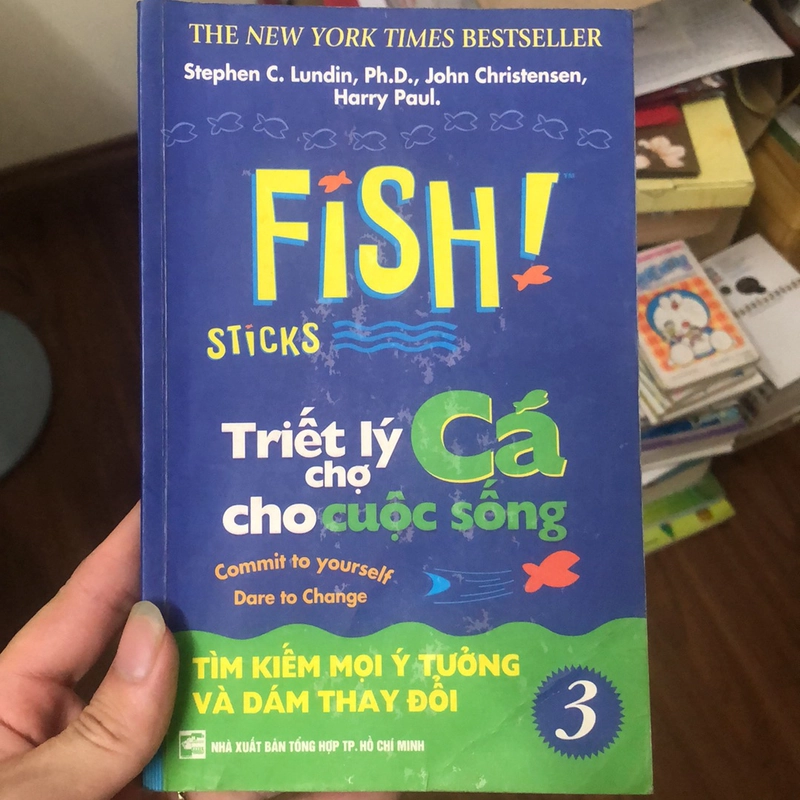 THE NEW YORK TIMES BESTSELLER
Stephen C. Lundin, Ph.D., John Christensen,
Harry Paul.
FiSH!™
STiCKS
Triết lý chợ Cá
cho cuộc sống
Commit to yourself
Dare to Change
TÌM KIẾM MỌI Ý TƯỞNG
VÀ DÁM THAY ĐỔI
3
NHÀ XUẤT BẢN TỔNG HỢP TP. HỒ CHÍ MINH